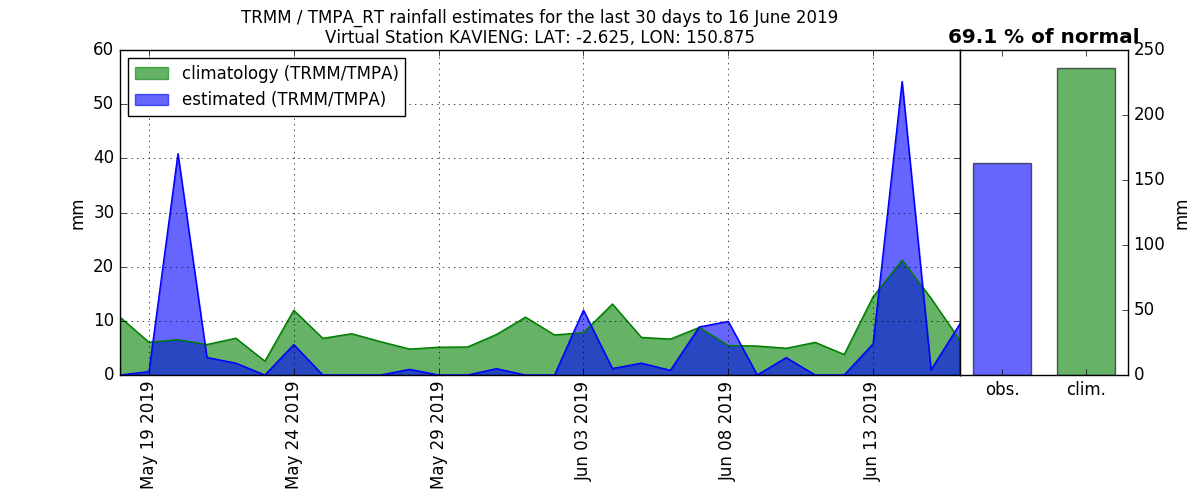 TRMM / TMPA_RT rainfall estimates for the last 30 days to 16 June 2019
Virtual Station KAVIENG: LAT: -2.625, LON: 150.875
69.1 % of normal
climatology (TRMM/TMPA)
estimated (TRMM/TMPA)
60
50
40
30
20
10
0
mm
May 19 2019
May 24 2019
May 29 2019
Jun 03 2019
Jun 08 2019
Jun 13 2019
obs.
clim.
250
200
150
100
50
0
mm